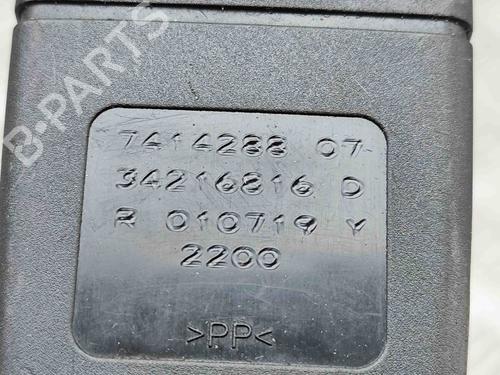 B-PARTS
7414288 07
34216816 D
R 010719 Y
2200
>PP<